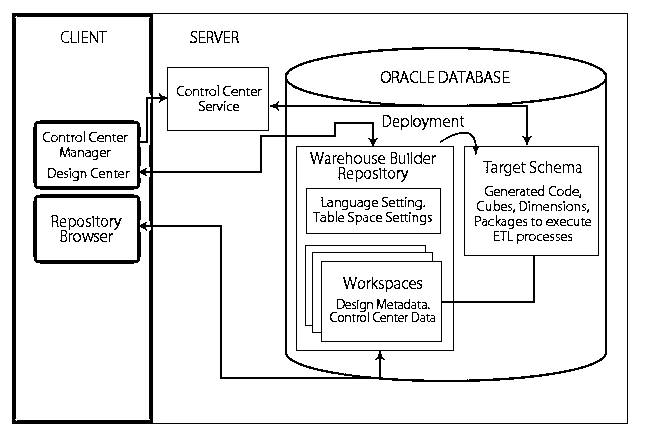 CLIENT
SERVER
Control Center
Service
ORACLE DATABASE
Deployment
Control Center
Manager
Design Center
Repository
Browser
Warehouse Builder
Repository
Language Setting.
Table Space Settings
Workspaces
Design Metadata.
Control Center Data
Target Schema
Generated Code,
Cubes, Dimensions,
Packages to execute
ETL processes